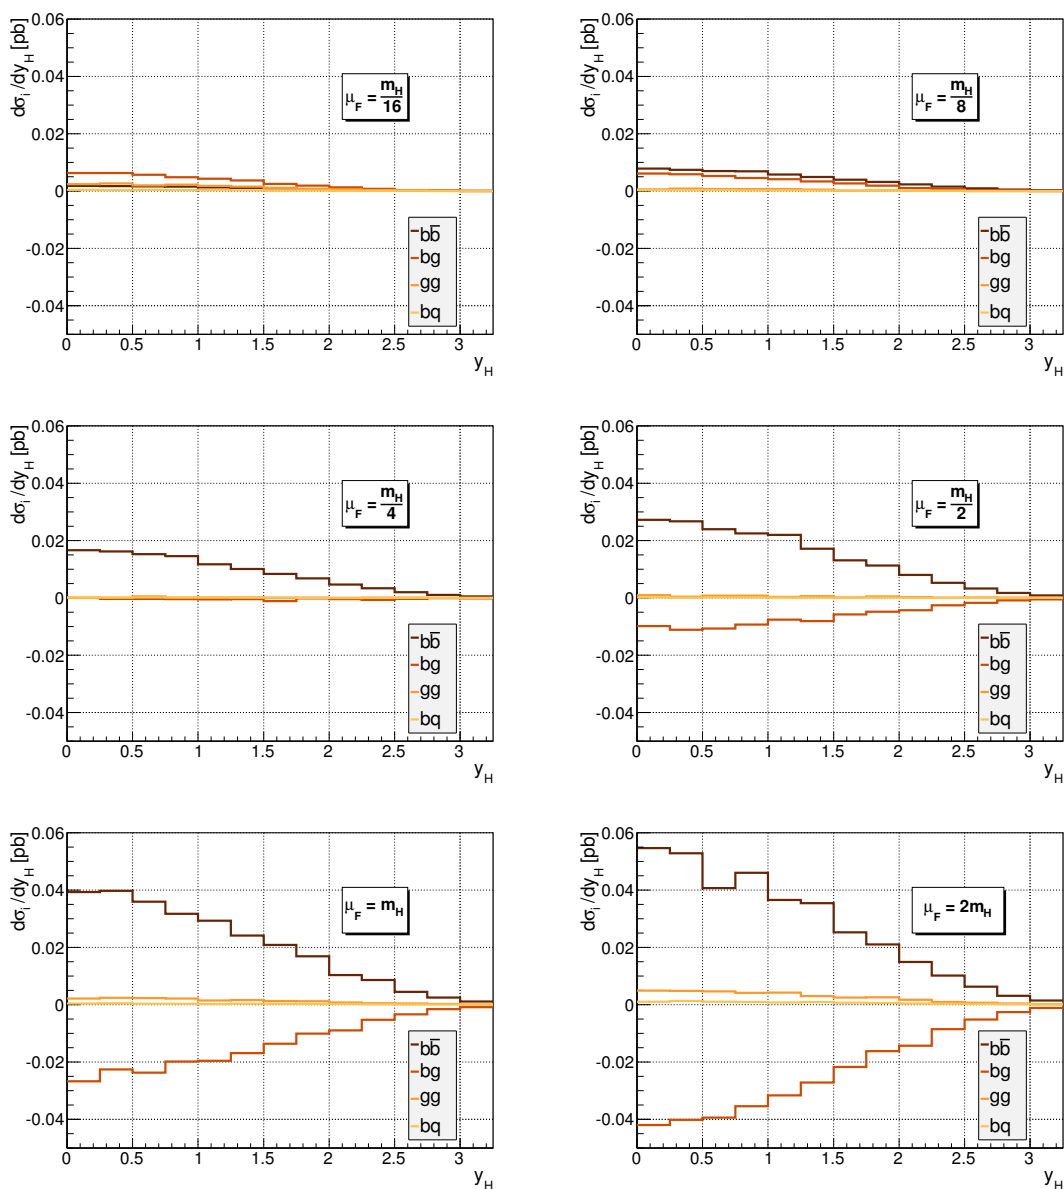 dσ_i/dy_H [pb]
0.06
0.04
0.02
0
-0.02
-0.04
μ_F = m_H/16
bb̅
bg
gg
bq
0 0.5 1 1.5 2 2.5 3
y_H
dσ_i/dy_H [pb]
0.06
0.04
0.02
0
-0.02
-0.04
μ_F = m_H/8
bb̅
bg
gg
bq
0 0.5 1 1.5 2 2.5 3
y_H
dσ_i/dy_H [pb]
0.06
0.04
0.02
0
-0.02
-0.04
μ_F = m_H/4
bb̅
bg
gg
bq
0 0.5 1 1.5 2 2.5 3
y_H
dσ_i/dy_H [pb]
0.06
0.04
0.02
0
-0.02
-0.04
μ_F = m_H/2
bb̅
bg
gg
bq
0 0.5 1 1.5 2 2.5 3
y_H
dσ_i/dy_H [pb]
0.06
0.04
0.02
0
-0.02
-0.04
μ_F = m_H
bb̅
bg
gg
bq
0 0.5 1 1.5 2 2.5 3
y_H
dσ_i/dy_H [pb]
0.06
0.04
0.02
0
-0.02
-0.04
μ_F = 2m_H
bb̅
bg
gg
bq
0 0.5 1 1.5 2 2.5 3
y_H